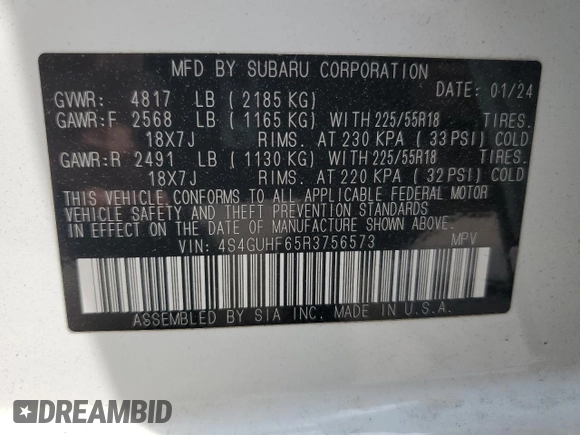 MFD BY SUBARU CORPORATION
DATE: 01/24
GVWR: 4817 LB (2185 KG)
GAWR:F 2568 LB (1165 KG) WITH 225/55R18 TIRES.
18X7J RIMS. AT 230 KPA (33 PSI) COLD
GAWR:R 2491 LB (1130 KG) WITH 225/55R18 TIRES.
18X7J RIMS. AT 220 KPA (32 PSI) COLD
THIS VEHICLE CONFORMS TO ALL APPLICABLE FEDERAL MOTOR
VEHICLE SAFETY AND THEFT PREVENTION STANDARDS
IN EFFECT ON THE DATE OF MANUFACTURE SHOWN ABOVE.
VIN: 4S4GUHF65R3756573 MPV
ASSEMBLED BY SIA INC. MADE IN U.S.A.
DREAMBID